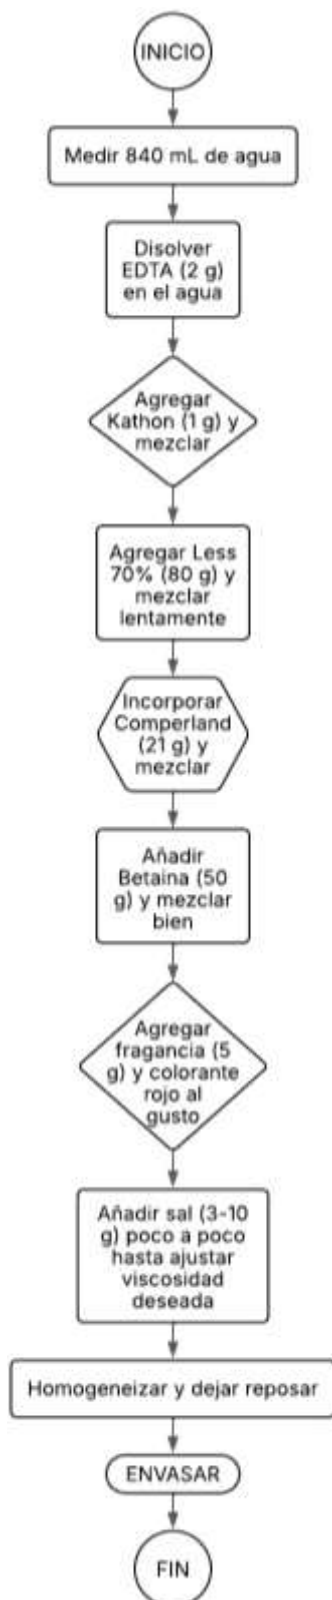 INICIO
Medir 840 mL de agua
Disolver
EDTA (2 g)
en el agua
Agregar
Kathon (1 g) y
mezclar
Agregar Less
70% (80 g) y
mezclar
lentamente
Incorporar
Comperland
(21 g) y
mezclar
Añadir
Betaina (50
g) y mezclar
bien
Agregar
fragancia (5
g) y colorante
rojo al
gusto
Añadir sal (3-10
g) poco a poco
hasta ajustar
viscosidad
deseada
Homogeneizar y dejar reposar
ENVASAR
FIN